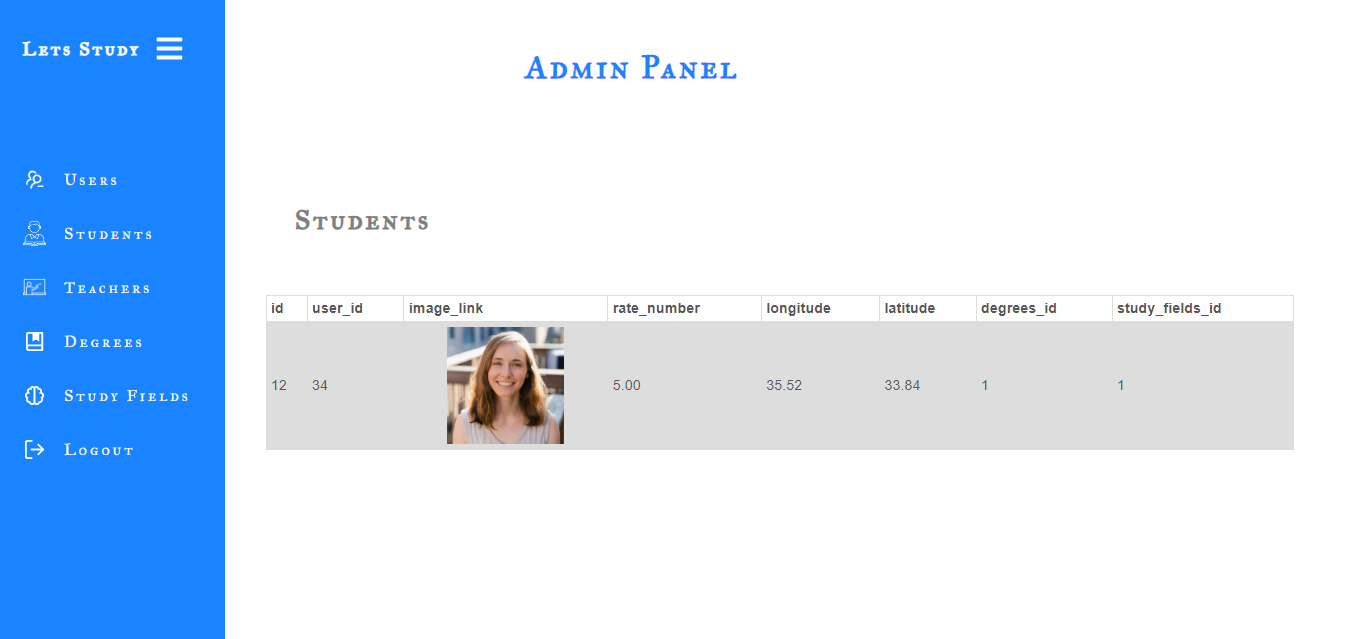 Lets Study
Admin Panel
Users
Students
Teachers
Degrees
Study Fields
Logout
Students
id user_id image_link rate_number longitude latitude degrees_id study_fields_id
12 34 5.00 35.52 33.84 1 1